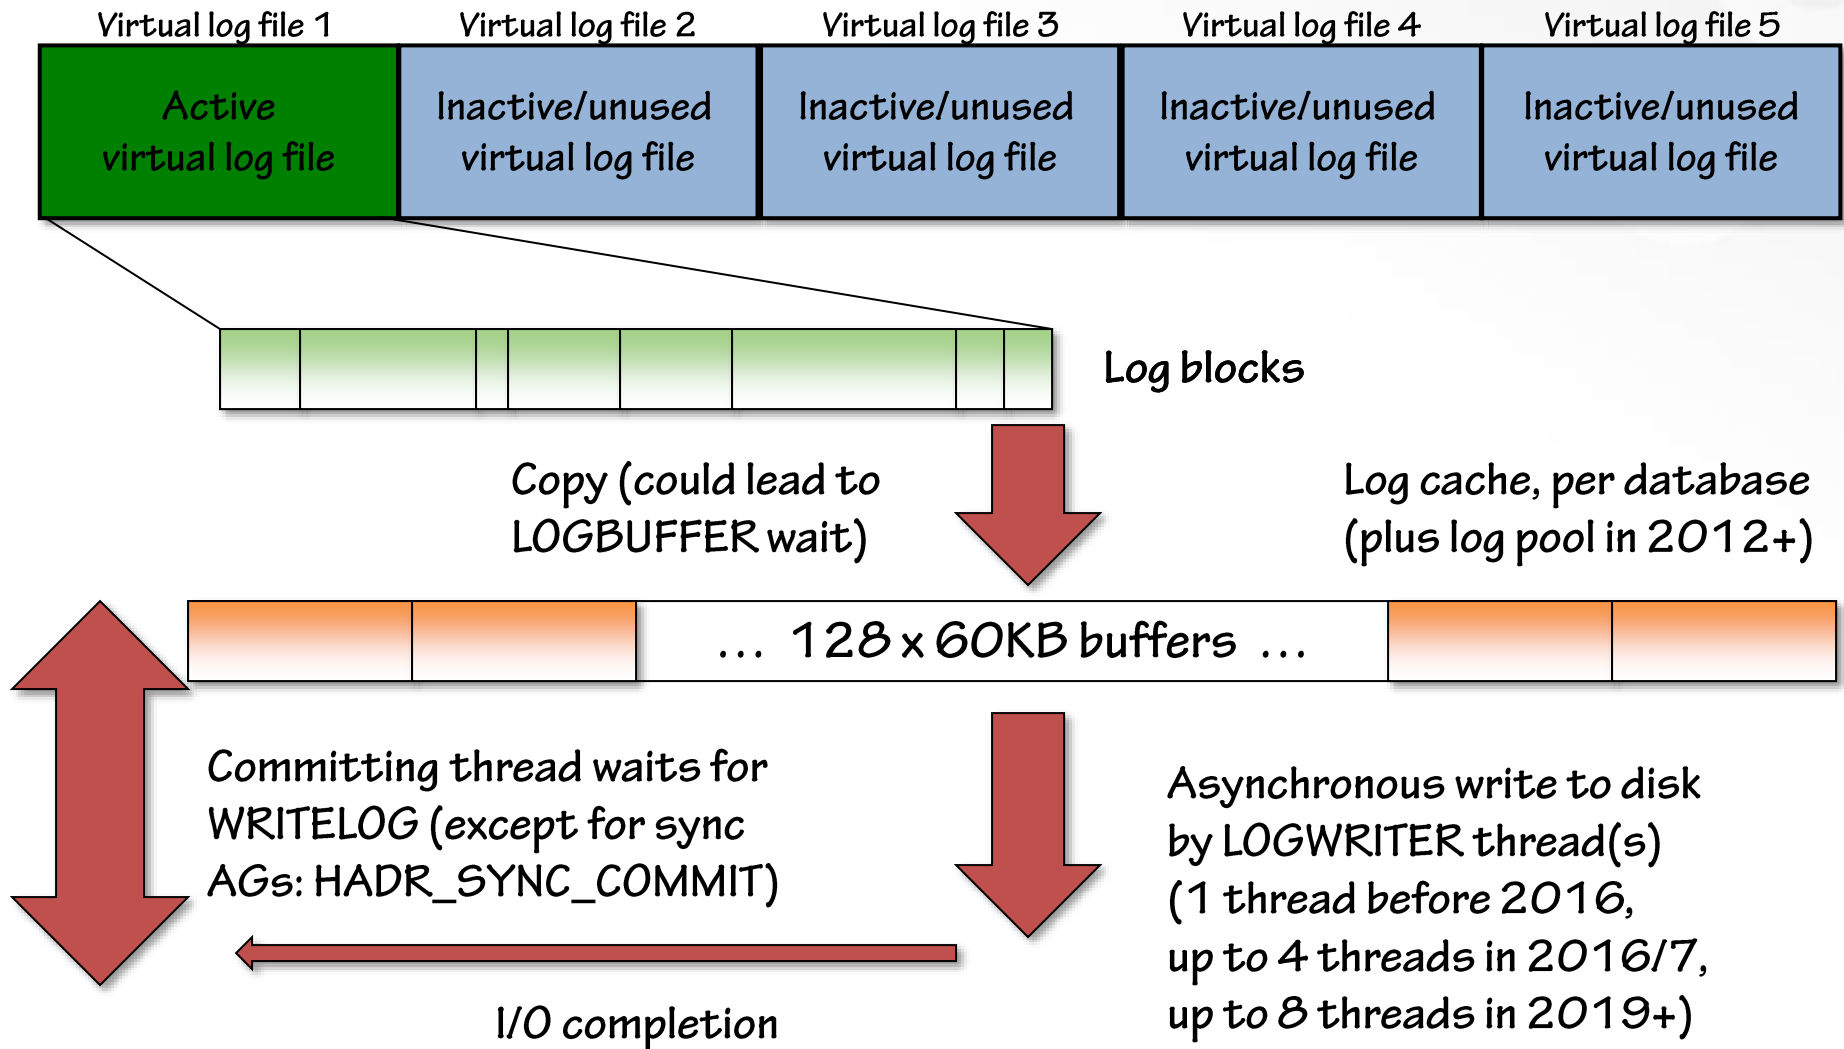 Virtual log file 1
Virtual log file 2
Virtual log file 3
Virtual log file 4
Virtual log file 5
Active
virtual log file
Inactive/unused
virtual log file
Inactive/unused
virtual log file
Inactive/unused
virtual log file
Inactive/unused
virtual log file
Log blocks
Copy (could lead to
LOGBUFFER wait)
Log cache, per database
(plus log pool in 2012+)
... 128 x 60KB buffers ...
Committing thread waits for
WRITELOG (except for sync
AGs: HADR_SYNC_COMMIT)
Asynchronous write to disk
by LOGWRITER thread(s)
(1 thread before 2016,
up to 4 threads in 2016/7,
up to 8 threads in 2019+)
I/O completion